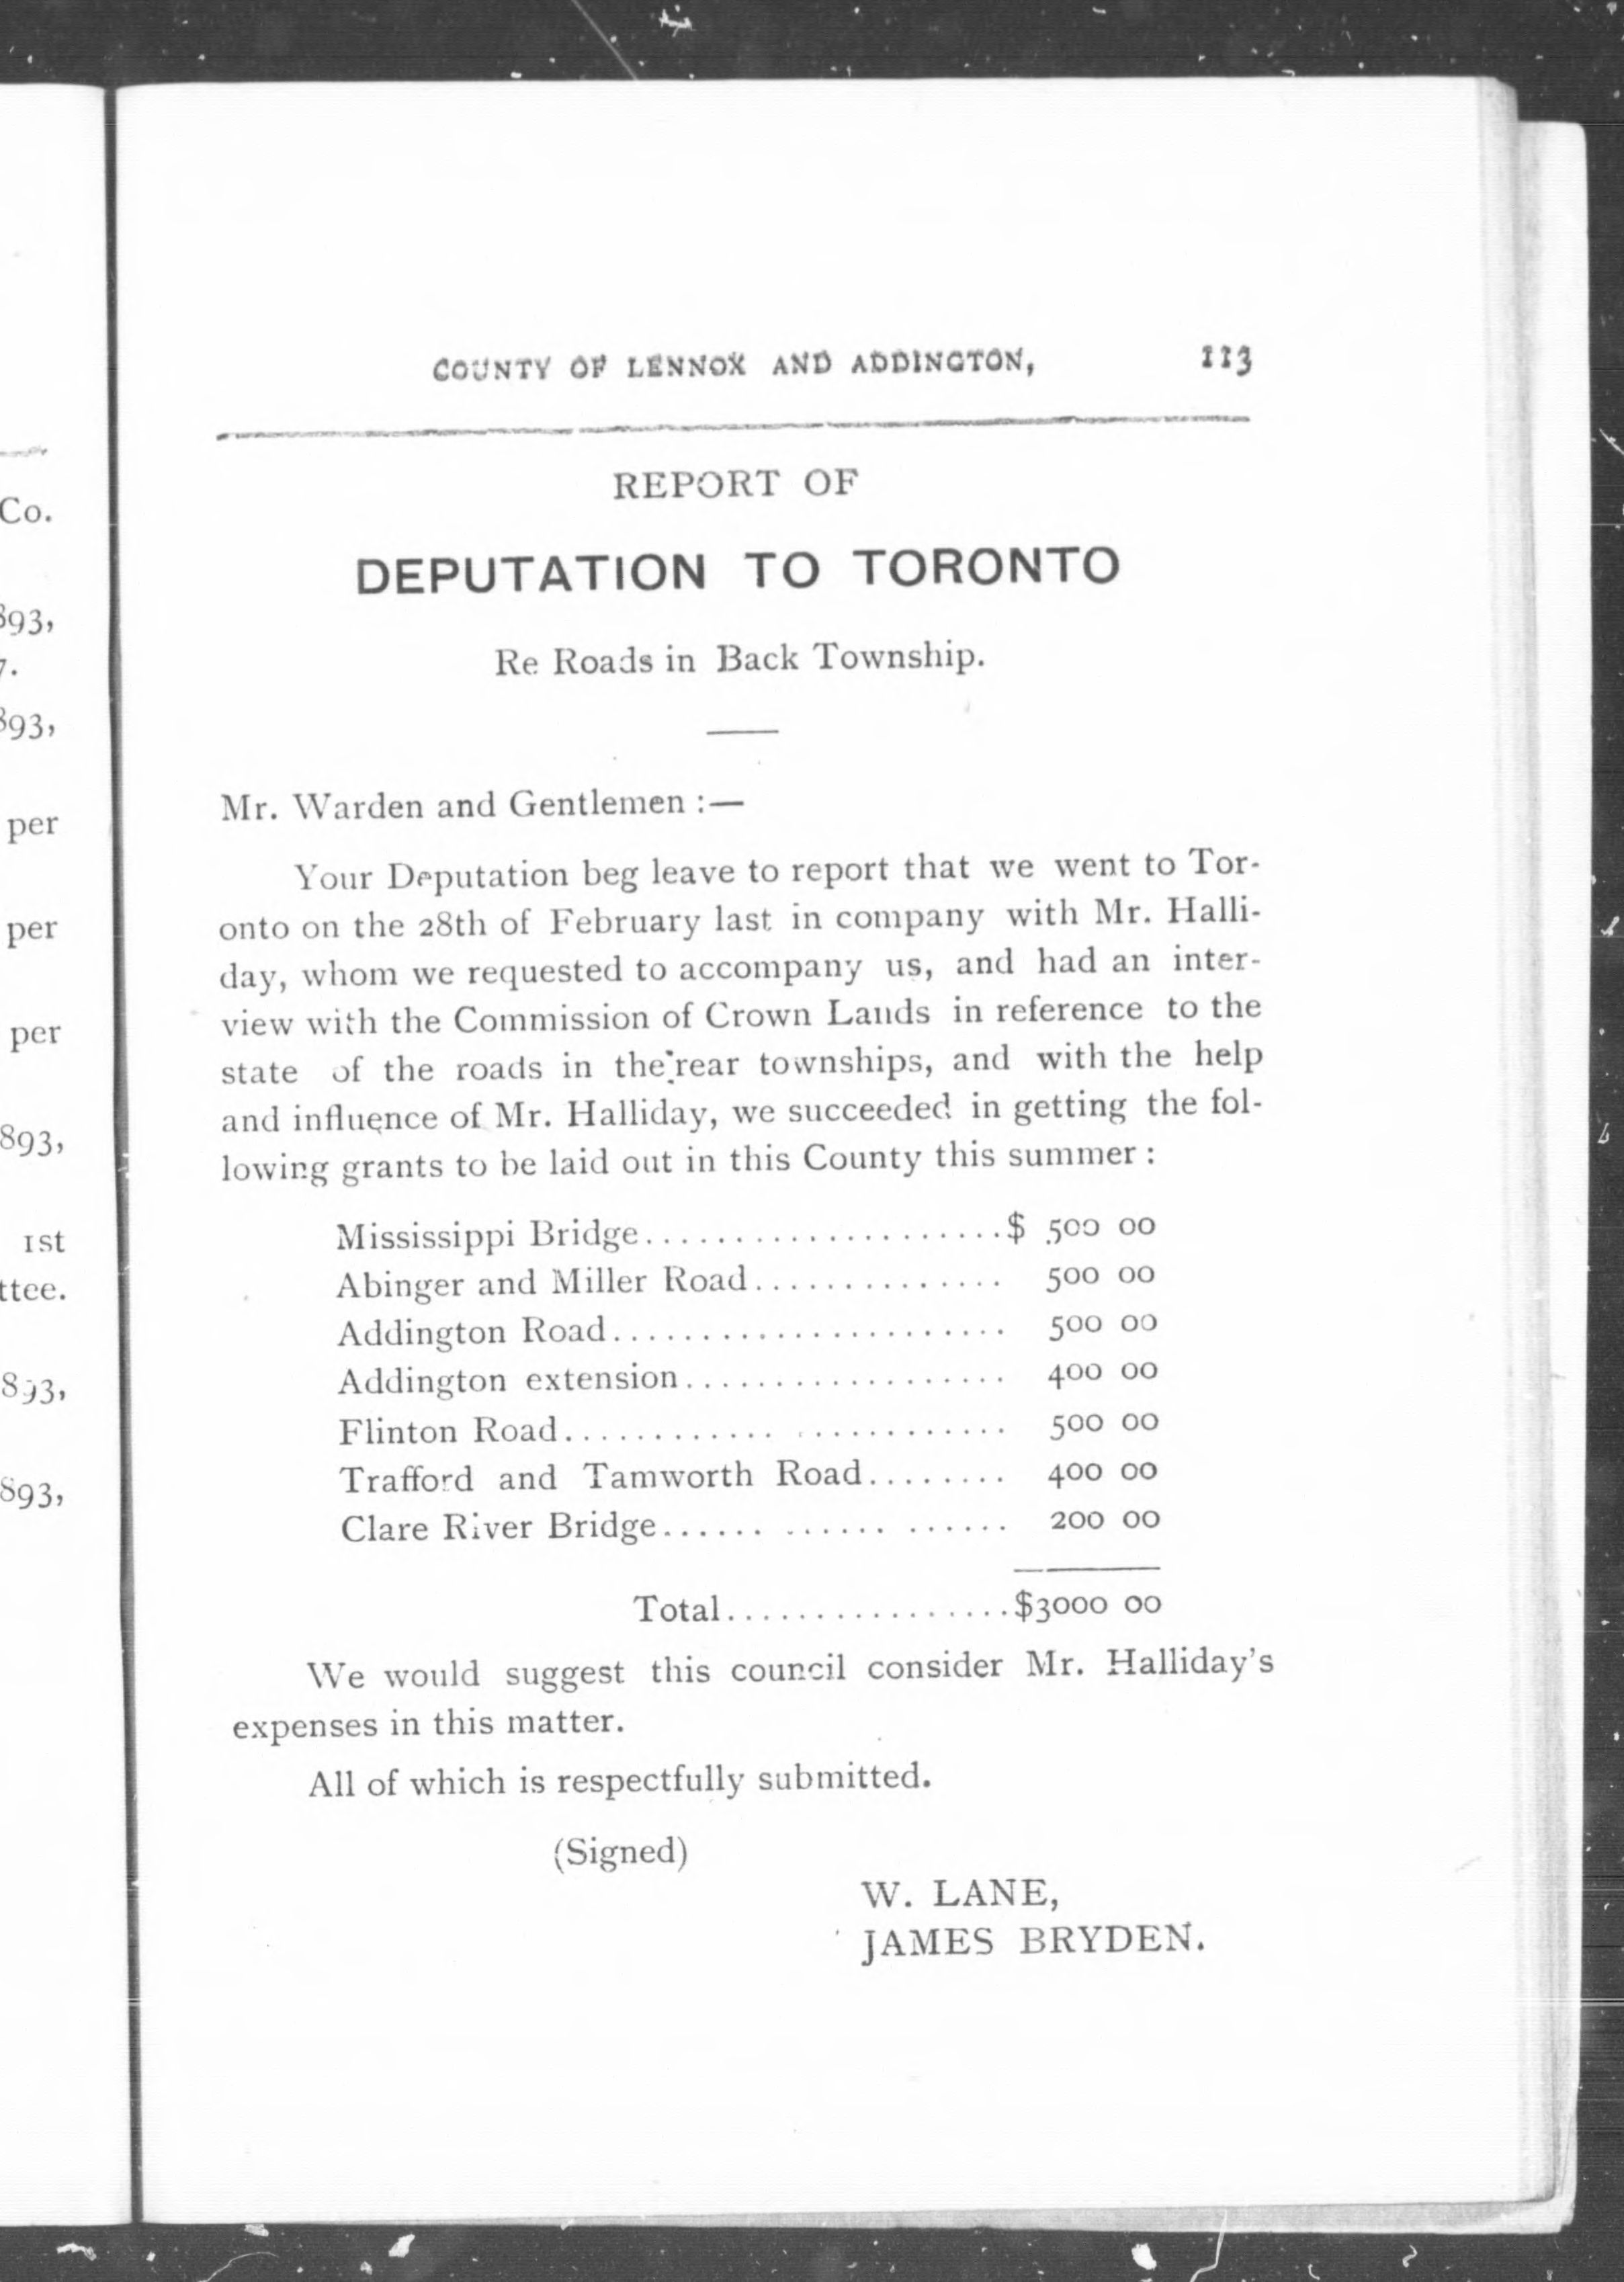 COUNTY OF LENNOX AND ADDINGTON, 113
REPORT OF
DEPUTATION TO TORONTO
Re Roads in Back Township.
Mr. Warden and Gentlemen :—
Your Deputation beg leave to report that we went to Tor-
onto on the 28th of February last in company with Mr. Halli-
day, whom we requested to accompany us, and had an inter-
view with the Commission of Crown Lands in reference to the
state of the roads in the rear townships, and with the help
and influence of Mr. Halliday, we succeeded in getting the fol-
lowing grants to be laid out in this County this summer :
Mississippi Bridge....................$ 500 00
Abinger and Miller Road.............. 500 00
Addington Road...................... 500 00
Addington extension.................. 400 00
Flinton Road........................ 500 00
Trafford and Tamworth Road........ 400 00
Clare River Bridge...... ...... ...... 200 00
Total................$3000 00
We would suggest this council consider Mr. Halliday's
expenses in this matter.
All of which is respectfully submitted.
(Signed)
W. LANE,
JAMES BRYDEN.
Co.
893,
7.
893,
per
per
per
893,
1st
ttee.
893,
893,